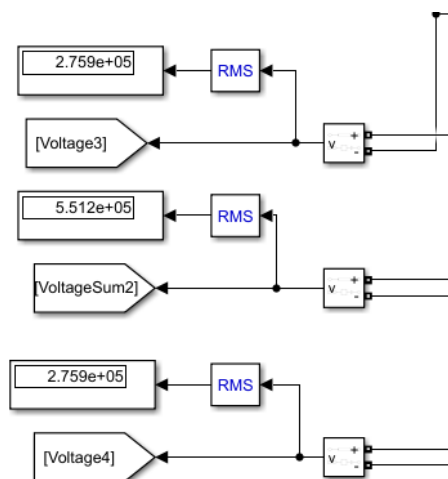 2.759e+05
RMS
[Voltage3]
v
+
-
5.512e+05
RMS
[VoltageSum2]
v
+
-
2.759e+05
RMS
[Voltage4]
v
+
-